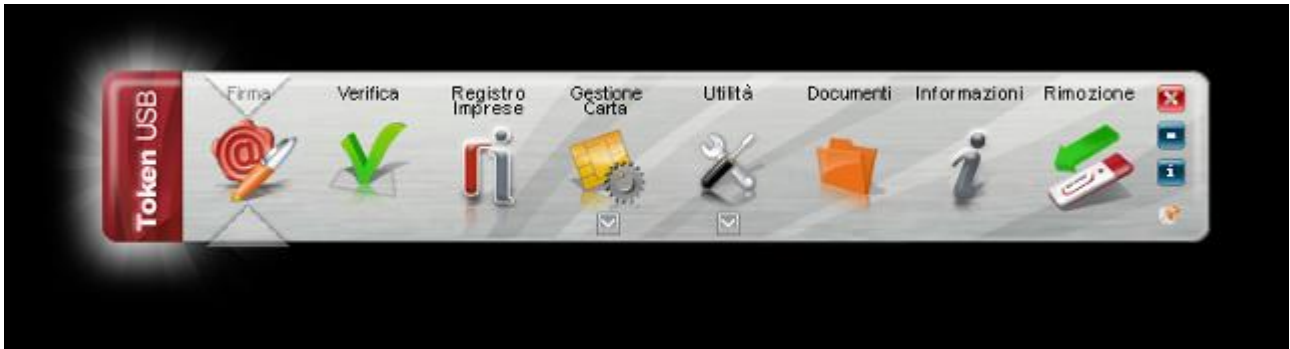 Token USB
Firma
Verifica
Registro
Imprese
Gestione
Carta
Utilità
Documenti
Informazioni
Rimozione